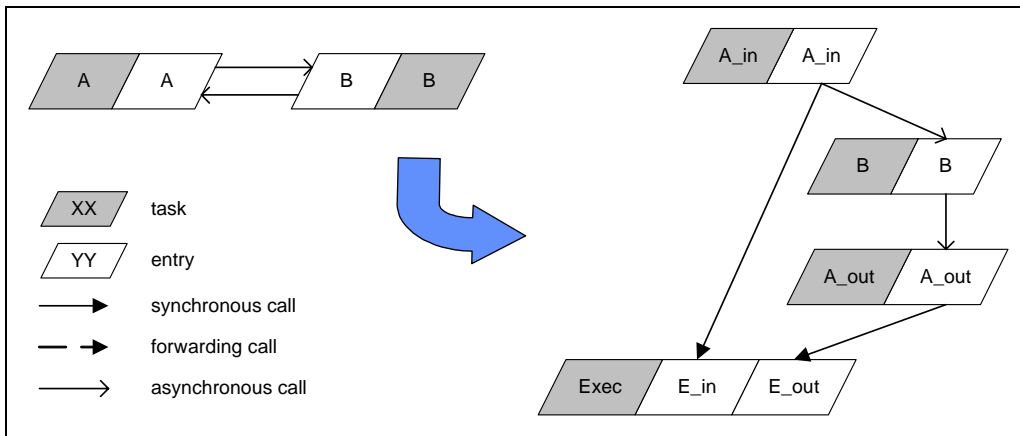 A A
B B
XX task
YY entry
synchronous call
forwarding call
asynchronous call
A_in A_in
B B
A_out A_out
Exec E_in E_out